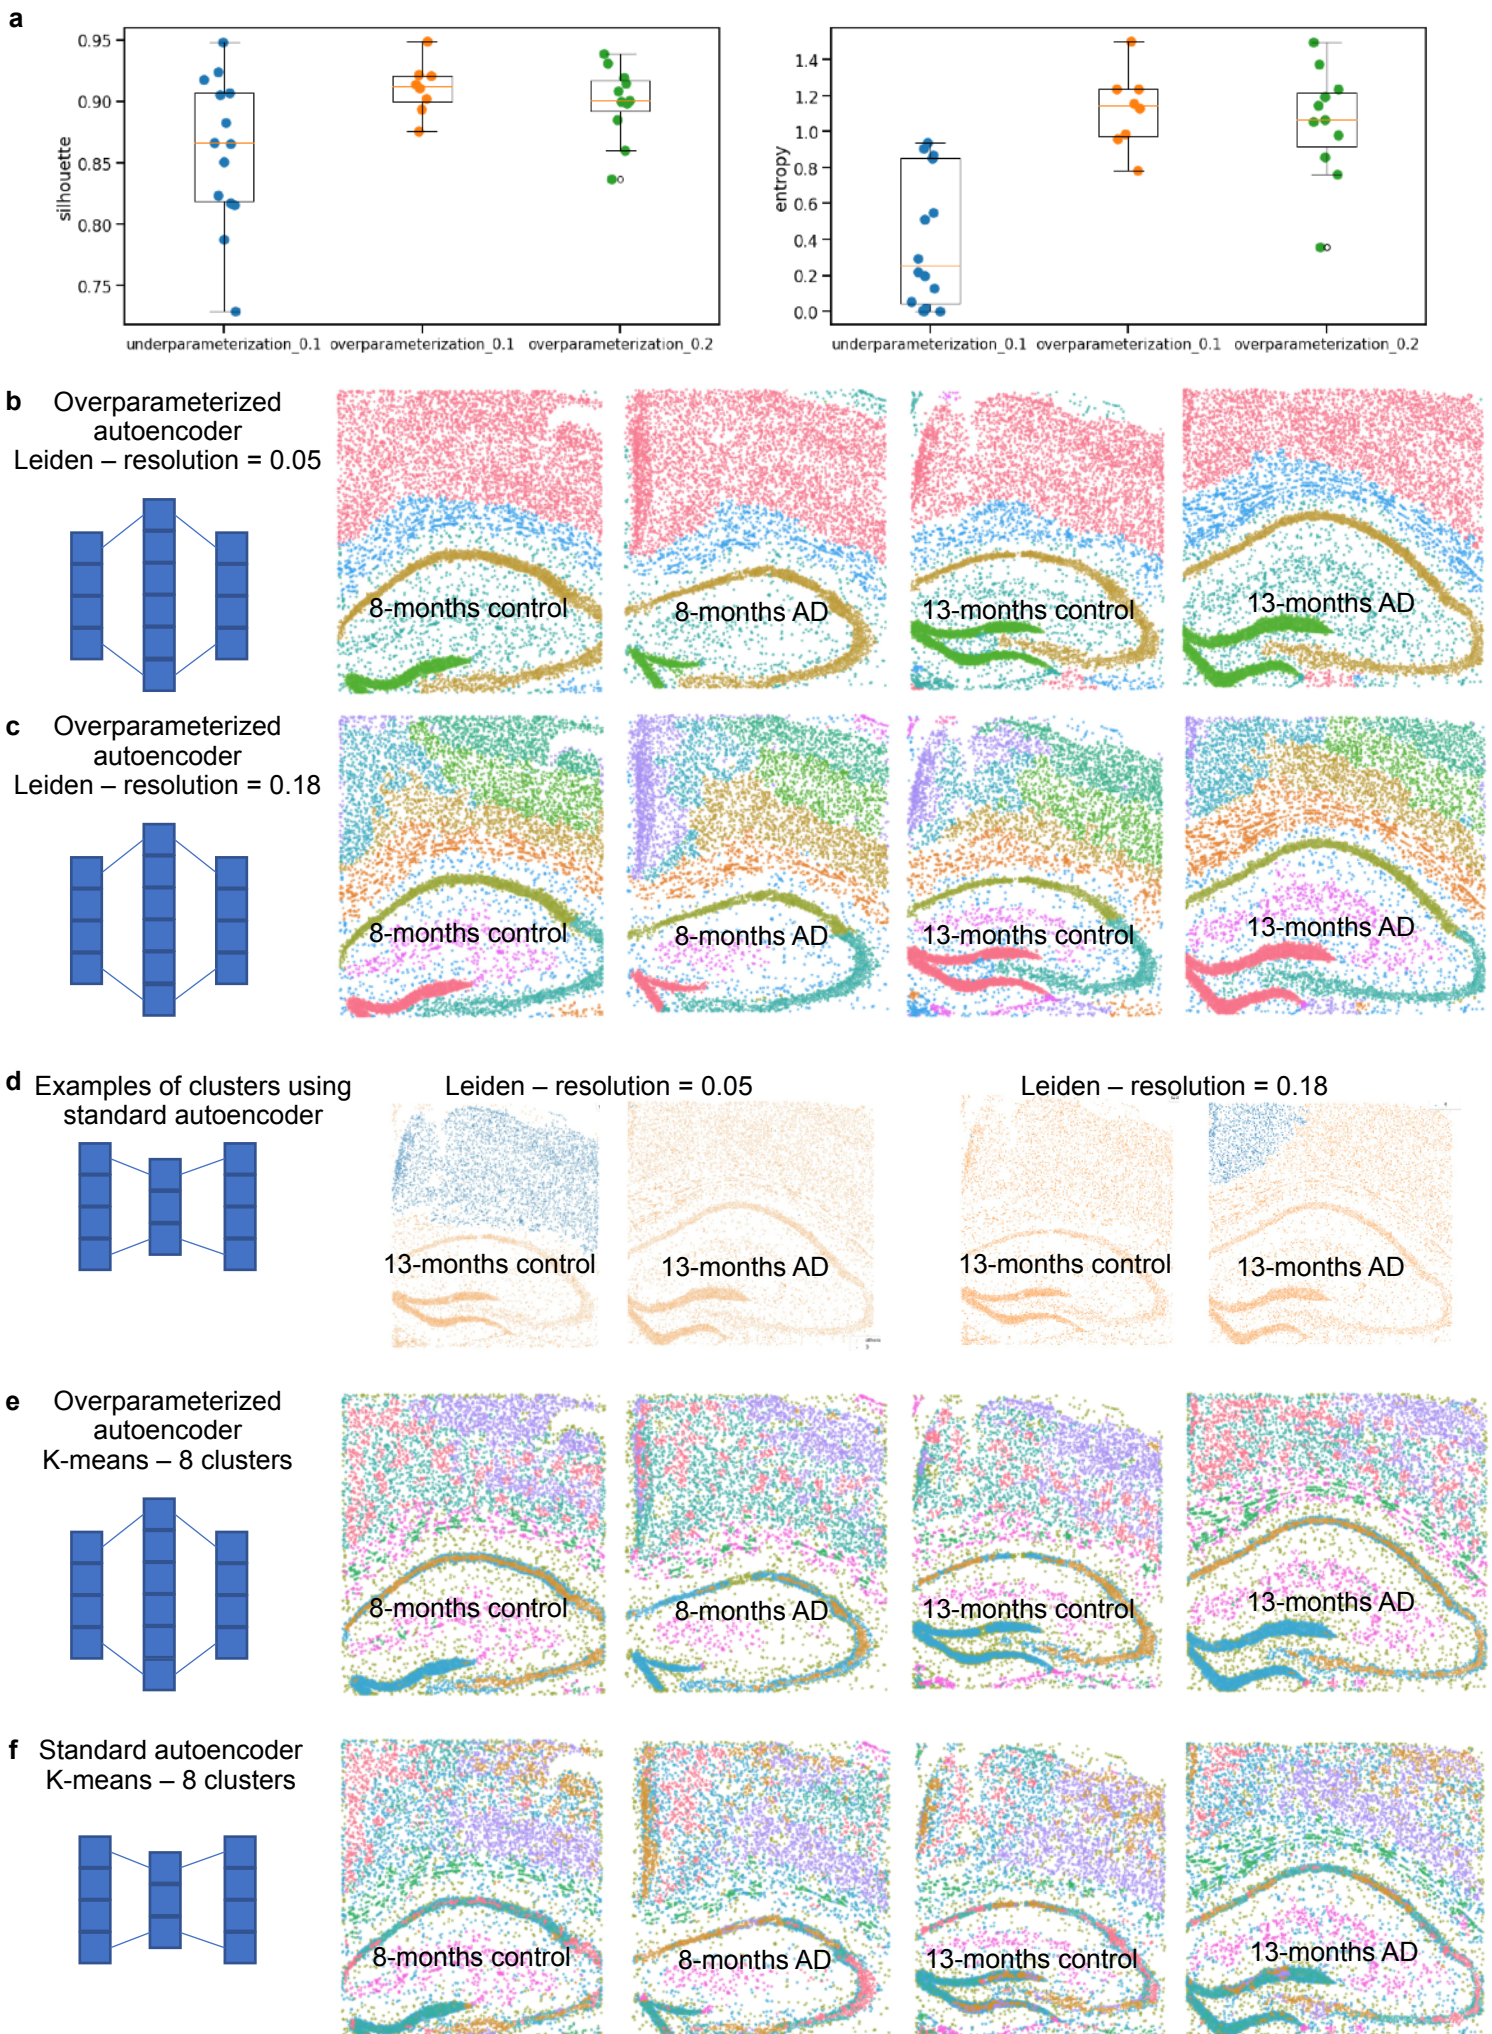 a
0.95
0.90
0.85
0.80
0.75
silhouette
underparameterization_0.1 overparameterization_0.1 overparameterization_0.2
1.4
1.2
1.0
0.8
0.6
0.4
0.2
0.0
entropy
underparameterization_0.1 overparameterization_0.1 overparameterization_0.2
b Overparameterized
autoencoder
Leiden – resolution = 0.05
8-months control
8-months AD
13-months control
13-months AD
c Overparameterized
autoencoder
Leiden – resolution = 0.18
8-months control
8-months AD
13-months control
13-months AD
d Examples of clusters using
standard autoencoder
Leiden – resolution = 0.05
Leiden – resolution = 0.18
13-months control
13-months AD
13-months control
13-months AD
e Overparameterized
autoencoder
K-means – 8 clusters
8-months control
8-months AD
13-months control
13-months AD
f Standard autoencoder
K-means – 8 clusters
8-months control
8-months AD
13-months control
13-months AD